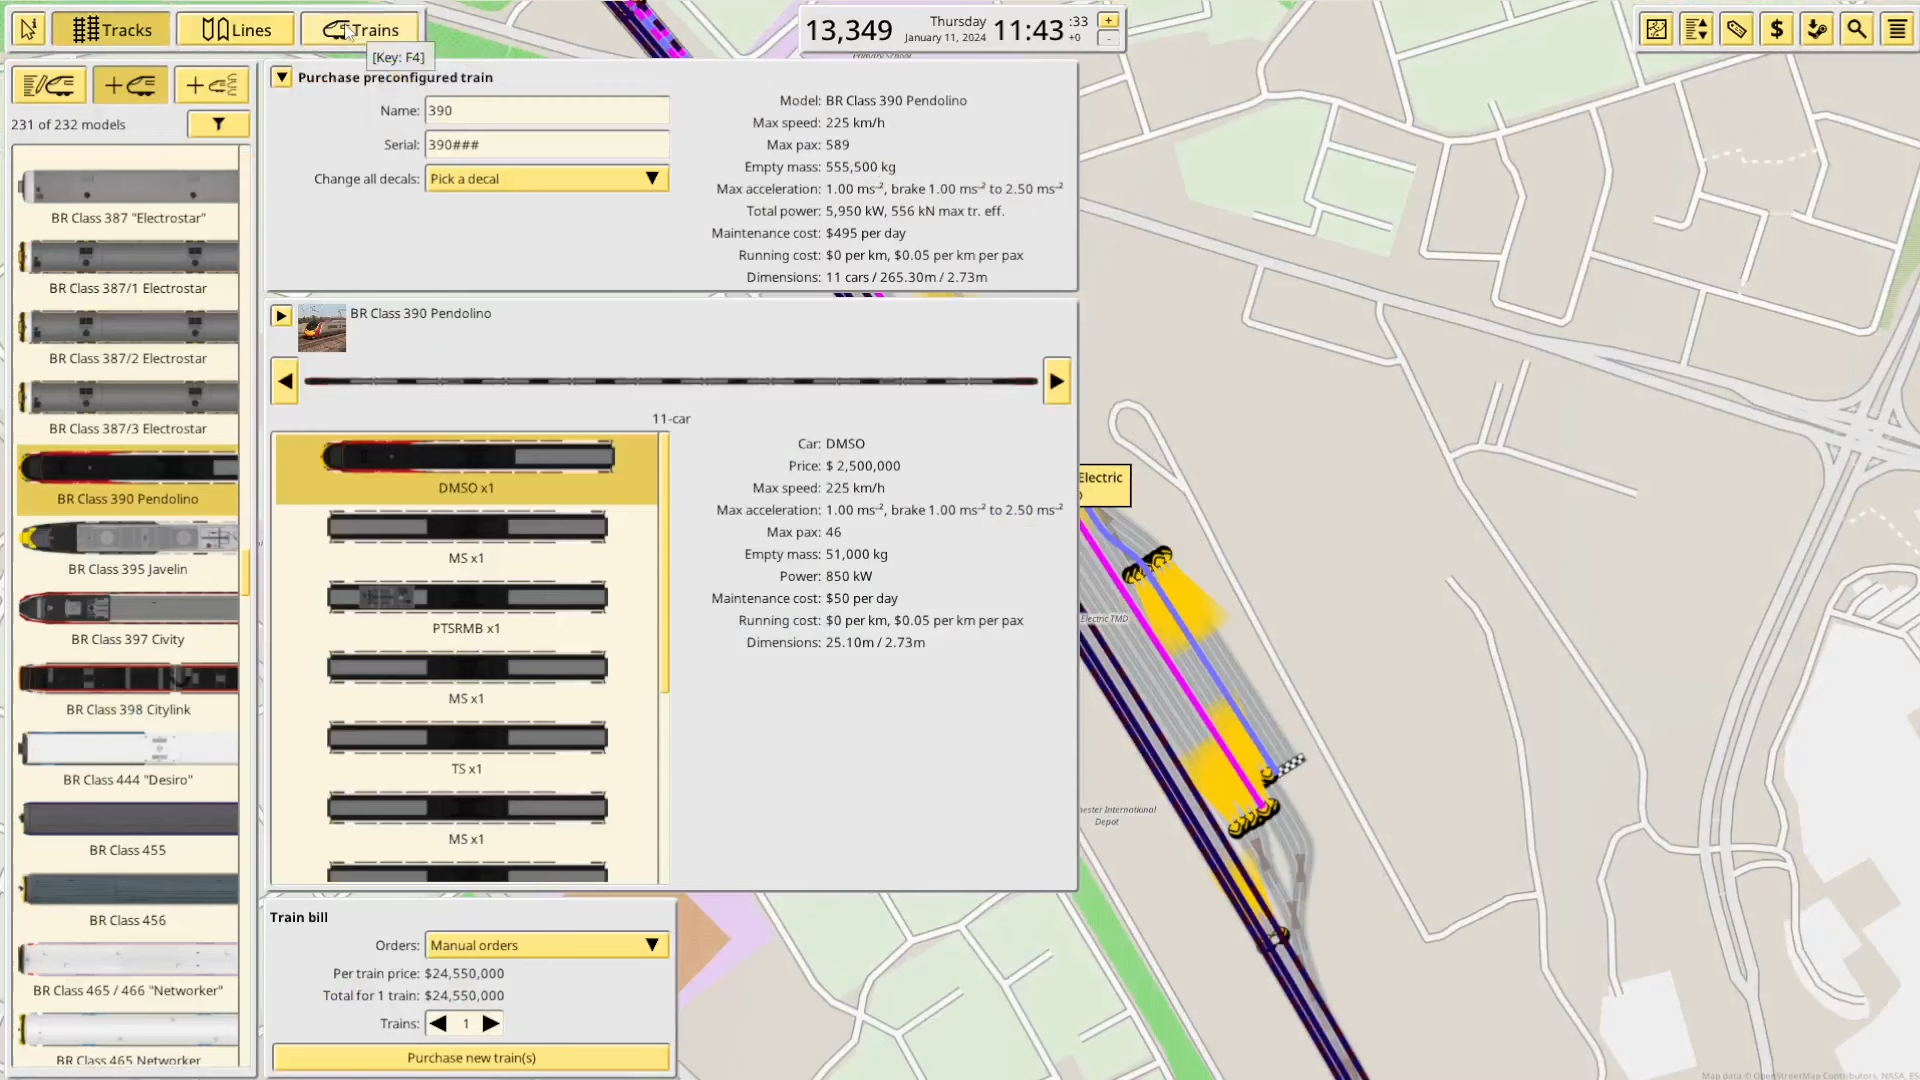 Tracks
Lines
Trains
[Key: F4]
13,349
Thursday
January 11, 2024
11:43
:33
+0
+
-
231 of 232 models
BR Class 387 "Electrostar"
BR Class 387/1 Electrostar
BR Class 387/2 Electrostar
BR Class 387/3 Electrostar
BR Class 390 Pendolino
BR Class 395 Javelin
BR Class 397 Civity
BR Class 398 Citylink
BR Class 444 "Desiro"
BR Class 455
BR Class 456
BR Class 465 / 466 "Networker"
BR Class 465 Networker
Purchase preconfigured train
Name: 390
Serial: 390###
Change all decals: Pick a decal
Model: BR Class 390 Pendolino
Max speed: 225 km/h
Max pax: 589
Empty mass: 555,500 kg
Max acceleration: 1.00 ms⁻², brake 1.00 ms⁻² to 2.50 ms⁻²
Total power: 5,950 kW, 556 kN max tr. eff.
Maintenance cost: $495 per day
Running cost: $0 per km, $0.05 per km per pax
Dimensions: 11 cars / 265.30m / 2.73m
BR Class 390 Pendolino
11-car
DMSO x1
MS x1
PTSRMB x1
MS x1
TS x1
MS x1
Car: DMSO
Price: $ 2,500,000
Max speed: 225 km/h
Max acceleration: 1.00 ms⁻², brake 1.00 ms⁻² to 2.50 ms⁻²
Max pax: 46
Empty mass: 51,000 kg
Power: 850 kW
Maintenance cost: $50 per day
Running cost: $0 per km, $0.05 per km per pax
Dimensions: 25.10m / 2.73m
Train bill
Orders: Manual orders
Per train price: $24,550,000
Total for 1 train: $24,550,000
Trains: 1
Purchase new train(s)
Primary School
Electric
Electric TMD
hester International
Depot
Map data © OpenStreetMap Contributors, NASA, ES